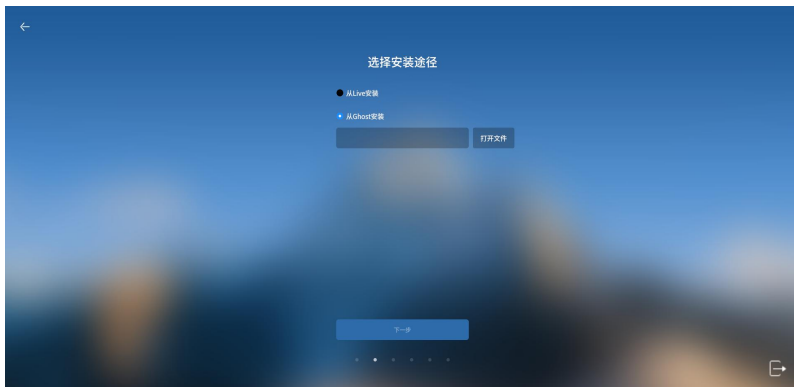 选择安装途径
从Live安装
从Ghost安装
打开文件
下一步